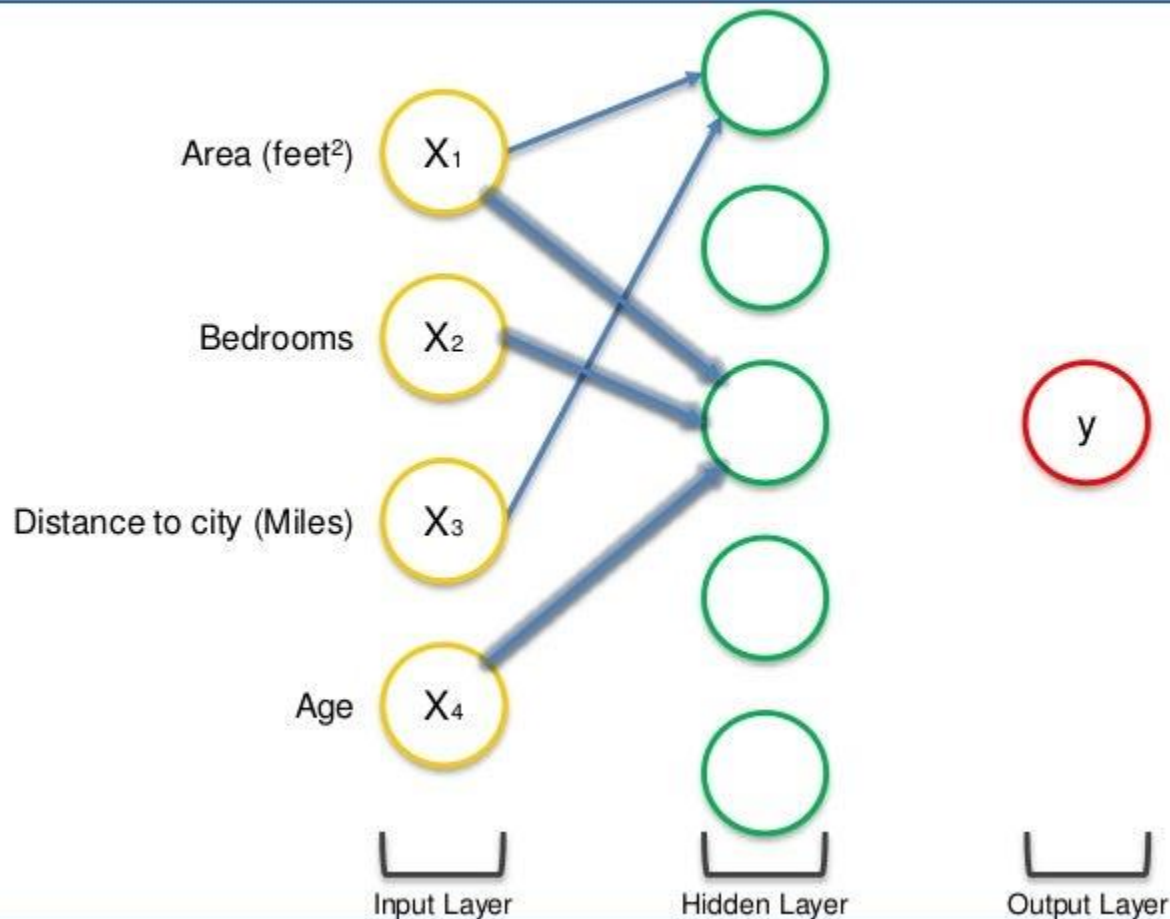 Area (feet²)
X₁
Bedrooms
X₂
Distance to city (Miles)
X₃
Age
X₄
y
Input Layer
Hidden Layer
Output Layer